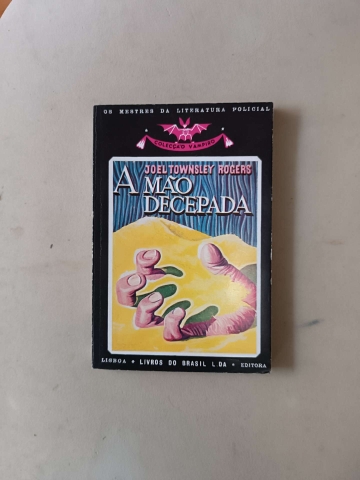 OS MESTRES DA LITERATURA POLICIAL
COLECÇÃO VAMPIRO
JOEL TOWNSLEY ROGERS
A MÃO
DECEPADA
LISBOA • LIVROS DO BRASIL L.DA • EDITORA